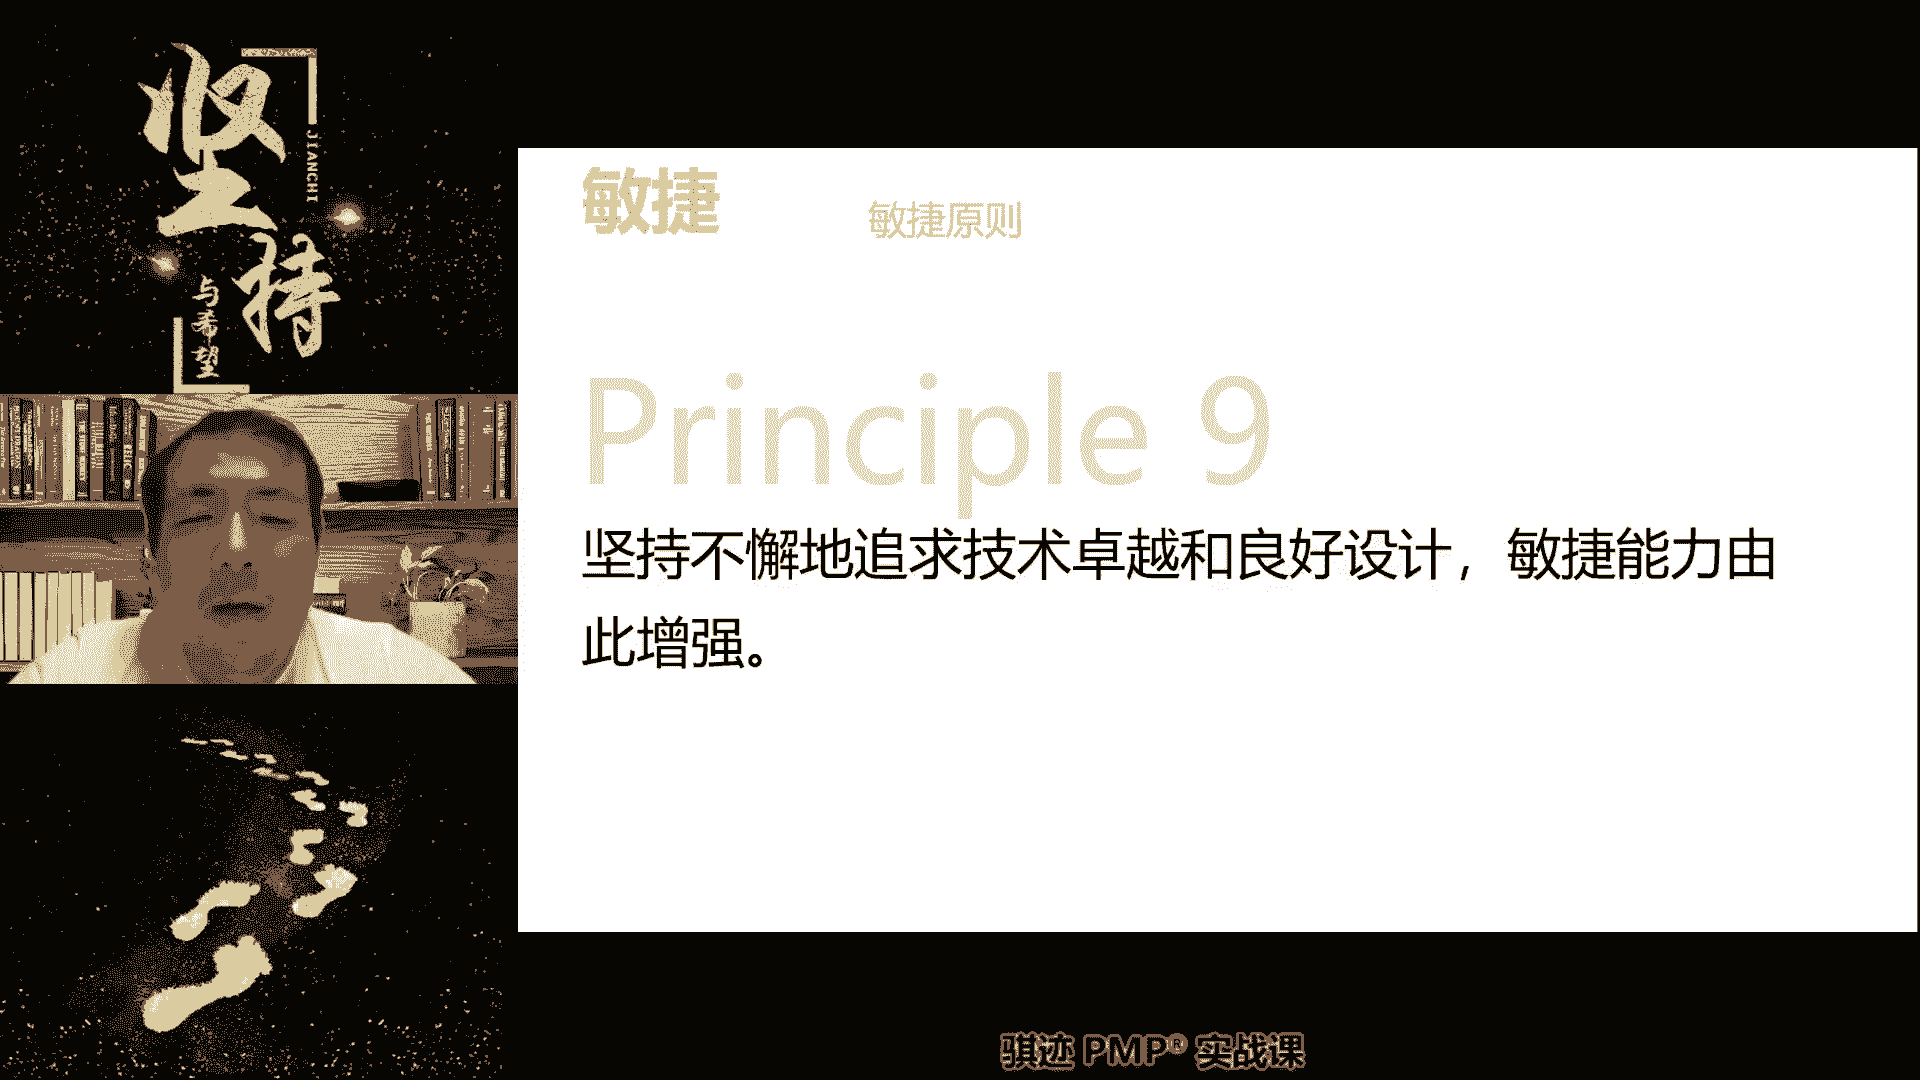 坚持
JIANCHI
与希望
敏捷
敏捷原则
Principle 9
坚持不懈地追求技术卓越和良好设计，敏捷能力由
此增强。
骐迹 PMP® 实战课